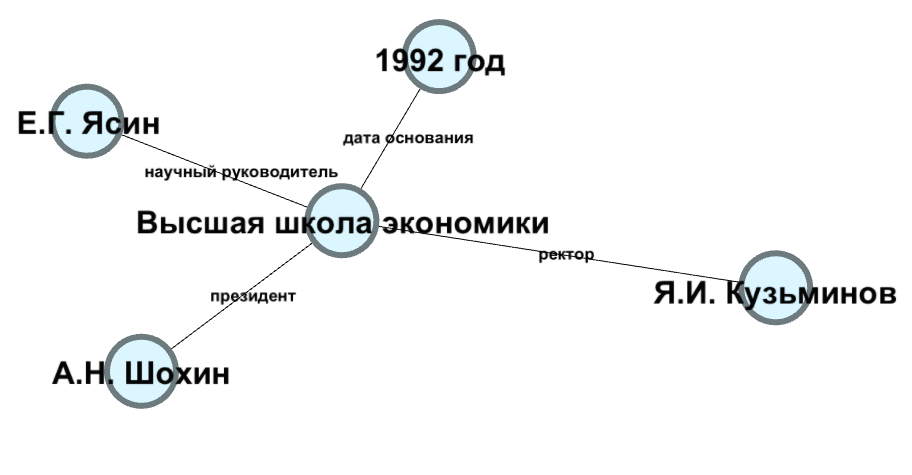 1992 год
Е.Г. Ясин
дата основания
научный руководитель
Высшая школа экономики
ректор
Я.И. Кузьминов
президент
А.Н. Шохин